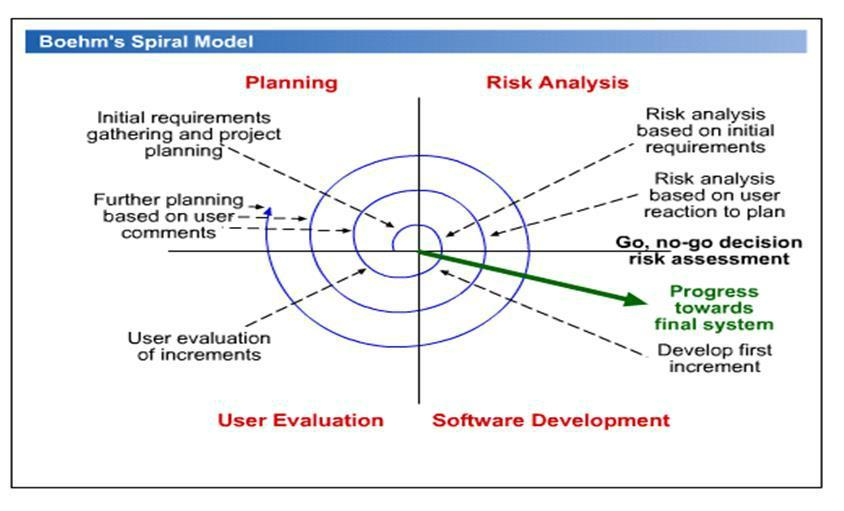 Boehm's Spiral Model
Planning
Risk Analysis
Initial requirements
gathering and project
planning
Risk analysis
based on initial
requirements
Further planning
based on user
comments
Risk analysis
based on user
reaction to plan
Go, no-go decision
risk assessment
Progress
towards
final system
User evaluation
of increments
Develop first
increment
User Evaluation
Software Development